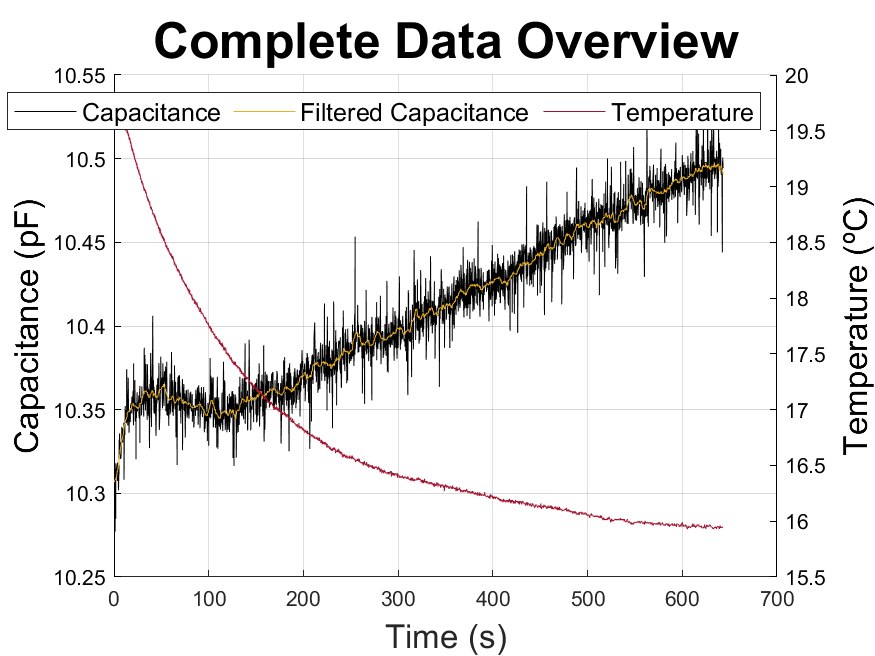 Complete Data Overview
Capacitance Filtered Capacitance Temperature
Capacitance (pF)
10.55
10.5
10.45
10.4
10.35
10.3
10.25
20
19.5
19
18.5
18
17.5
17
16.5
16
15.5
Temperature (ºC)
0 100 200 300 400 500 600 700
Time (s)